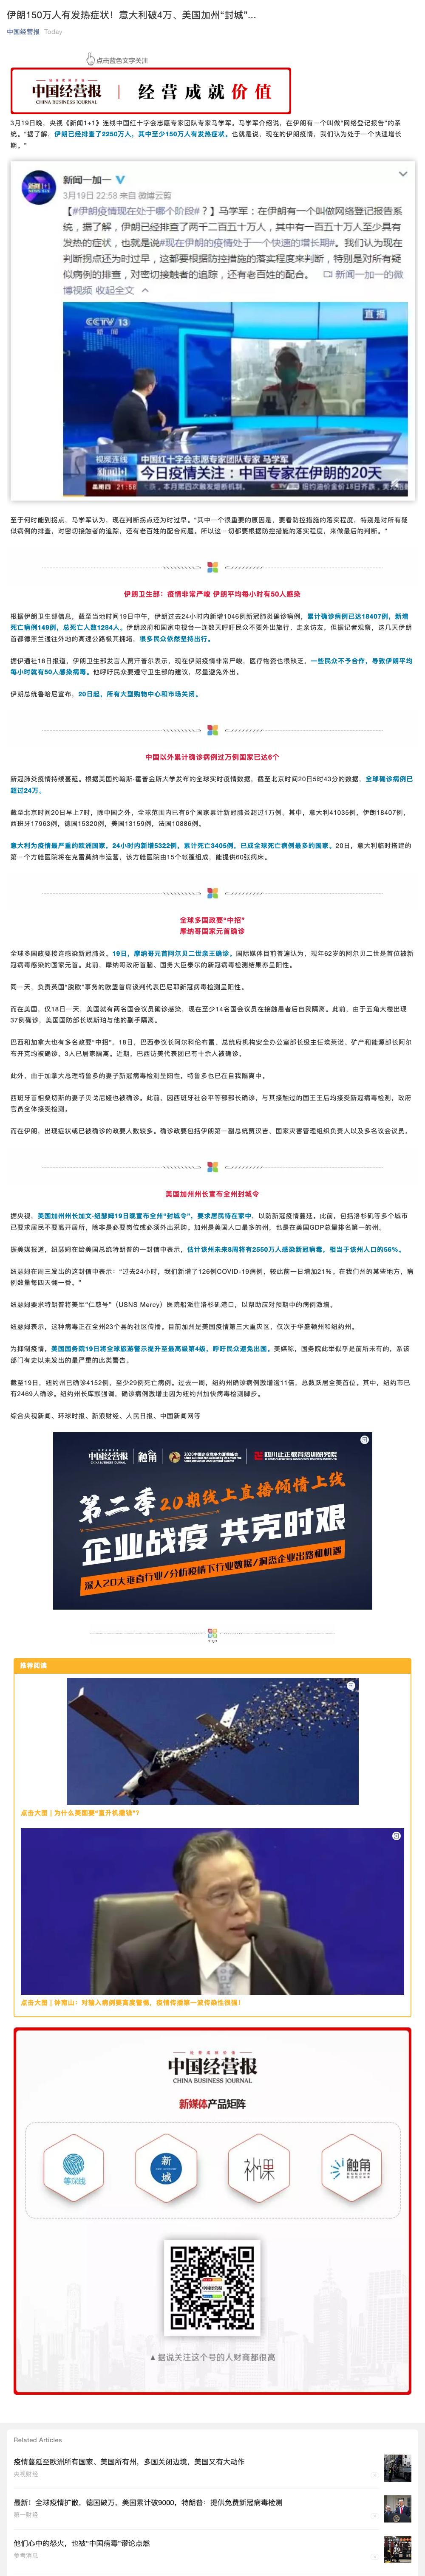 伊朗150万人有发热症状！意大利破4万、美国加州“封城”...
中国经营报 Today
点击蓝色文字关注
中国经营报
CHINA BUSINESS JOURNAL
经营成就价值
3月19日晚，央视《新闻1+1》连线中国红十字会志愿专家团队专家马学军。马学军介绍说，在伊朗有一个叫做“网络登记报告”的系
统。“据了解，伊朗已经排查了2250万人，其中至少150万人有发热症状。也就是说，现在的伊朗疫情，我们认为处于一个快速增长
期。”
新闻一加一
3月19日 22:58 来自 微博云剪
【#伊朗疫情现在处于哪个阶段#？】马学军：在伊朗有一个叫做网络登记报告系
统。据了解，伊朗已经排查了两千二百五十万人，其中有一百五十万人至少具有
发热的症状，也就是说#现在伊朗的疫情处于一个快速的增长期#。我们认为现在
判断拐点还为时过早，这都要根据防控措施的落实程度来判断，特别是对所有疑
似病例的排查，对密切接触者的追踪，还有老百姓的配合。 新闻一加一的微
博视频 收起全文
CCTV 13
新闻
直播
视频连线
中国红十字会志愿专家团队专家 马学军
新闻1+1
今日疫情关注：中国专家在伊朗的20天
星期四 21:58
至于何时能到拐点，马学军认为，现在判断拐点还为时过早。“其中一个很重要的原因是，要看防控措施的落实程度，特别是对所有疑
似病例的排查，对密切接触者的追踪，还有老百姓的配合问题。所以这一切都要根据防控措施的落实程度，来做最后的判断。”
伊朗卫生部：疫情非常严峻 伊朗平均每小时有50人感染
根据伊朗卫生部信息，截至当地时间19日中午，伊朗过去24小时内新增1046例新冠肺炎确诊病例，累计确诊病例已达18407例，新增
死亡病例149例，总死亡人数1284人。伊朗政府和国家电视台一连数天呼吁民众不要外出旅行、走亲访友，但据记者观察，这几天伊朗
首都德黑兰通往外地的高速公路极其拥堵，很多民众依然坚持出行。
据伊通社18日报道，伊朗卫生部发言人贾汗普尔表示，现在伊朗疫情非常严峻，医疗物资也很缺乏，一些民众不予合作，导致伊朗平均
每小时就有50人感染病毒。他呼吁民众要遵守卫生部的建议，尽量避免外出。
伊朗总统鲁哈尼宣布，20日起，所有大型购物中心和市场关闭。
中国以外累计确诊病例过万例国家已达6个
新冠肺炎疫情持续蔓延。根据美国约翰斯·霍普金斯大学发布的全球实时疫情数据，截至北京时间20日5时43分的数据，全球确诊病例已
超过24万。
截至北京时间20日早上7时，除中国之外，全球范围内已有6个国家累计新冠肺炎超过1万例。其中，意大利41035例，伊朗18407例，
西班牙17963例，德国15320例，美国13159例，法国10886例。
意大利为疫情最严重的欧洲国家，24小时内新增5322例，累计死亡3405例，已成全球死亡病例最多的国家。20日，意大利临时搭建的
第一个方舱医院将在克雷莫纳市运营，该方舱医院由15个帐篷组成，能提供60张病床。
全球多国政要“中招”
摩纳哥国家元首确诊
全球多国政要接连感染新冠肺炎。19日，摩纳哥元首阿尔贝二世亲王确诊。国际媒体目前普遍认为，现年62岁的阿尔贝二世是首位被新
冠病毒感染的国家元首。此前，摩纳哥政府首脑、国务大臣泰尔的新冠病毒检测结果亦呈阳性。
同一天，负责英国“脱欧”事务的欧盟首席谈判代表巴尼耶新冠病毒检测呈阳性。
而在美国，仅18日一天，美国就有两名国会议员确诊感染，现在至少14名国会议员在接触患者后自我隔离。此前，由于五角大楼出现
37例确诊，美国国防部长埃斯珀与他的副手隔离。
巴西和加拿大也有多名政要“中招”。18日，巴西参议长阿尔科伦布雷、总统府机构安全办公室部长级主任埃莱诺、矿产和能源部长阿尔
布开克均被确诊，3人已居家隔离。近期，巴西访美代表团已有十余人被确诊。
此外，由于加拿大总理特鲁多的妻子新冠病毒检测呈阳性，特鲁多也已在自我隔离中。
西班牙首相桑切斯的妻子贝戈尼娅也被确诊。此前，因西班牙社会平等部部长确诊，与其接触过的国王王后均接受新冠病毒检测，政府
官员全体接受检测。
而在伊朗，出现症状或已被确诊的政要人数较多。确诊政要包括伊朗第一副总统贾汉吉、国家灾害管理组织负责人以及多名议会议员。
美国加州州长宣布全州封城令
据央视，美国加州州长加文·纽瑟姆19日晚宣布全州“封城令”，要求居民待在家中，以防新冠疫情蔓延。此前，包括洛杉矶等多个城市
已要求居民不要离开居所，除非是必要岗位或必须外出采购。加州是美国人口最多的州，也是在美国GDP总量排名第一的州。
据美媒报道，纽瑟姆在给美国总统特朗普的一封信中表示，估计该州未来8周将有2550万人感染新冠病毒，相当于该州人口的56%。
纽瑟姆在周三发出的这封信中表示：“过去24小时，我们新增了126例COVID-19病例，较此前一日增加21%。在我们州的某些地方，病
例数量每四天翻一番。”
纽瑟姆要求特朗普将美军“仁慈号”（USNS Mercy）医院船派往洛杉矶港口，以帮助应对预期中的病例激增。
纽瑟姆表示，这种病毒正在全州23个县的社区传播。目前加州是美国疫情第三大重灾区，仅次于华盛顿州和纽约州。
为抑制疫情，美国国务院19日将全球旅游警示提升至最高级第4级，呼吁民众避免出国。美媒称，国务院此举似乎是前所未有的，系该
部门有史以来发出的最严重的此类警告。
截至19日，纽约州已确诊4152例，至少29例死亡病例。过去一周，纽约州确诊病例激增逾11倍，总数跃居全美首位。其中，纽约市已
有2469人确诊。纽约州长库默强调，确诊病例激增主因为纽约州加快病毒检测脚步。
综合央视新闻、环球时报、新浪财经、人民日报、中国新闻网等
中国经营报
触角
四川止正教育培训研究院
第二季 20期线上直播倾情上线
企业战疫 共克时艰
深入20大垂直行业/分析疫情下行业数据/洞悉企业出路和机遇
推荐阅读
点击大图 | 为什么美国要“直升机撒钱”?
点击大图 | 钟南山：对输入病例要高度警惕，疫情传播第一波传染性很强！
中国经营报
CHINA BUSINESS JOURNAL
新媒体产品矩阵
等深线
新域
补课
触角
▲据说关注这个号的人财商都很高
Related Articles
疫情蔓延至欧洲所有国家、美国所有州，多国关闭边境，美国又有大动作
央视财经
最新！全球疫情扩散，德国破万，美国累计破9000，特朗普：提供免费新冠病毒检测
第一财经
他们心中的怒火，也被“中国病毒”谬论点燃
参考消息